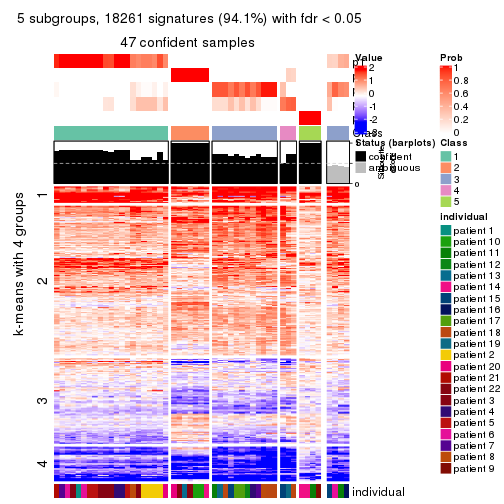 5 subgroups, 18261 signatures (94.1%) with fdr < 0.05
47 confident samples
k-means with 4 groups
1
2
3
4
Class
0
individual
Value
2
1
0
-1
-2
Status (barplots)
confident
ambiguous
Prob
1
0.8
0.6
0.4
0.2
0
Class
1
2
3
4
5
individual
patient 1
patient 10
patient 11
patient 12
patient 13
patient 14
patient 15
patient 16
patient 17
patient 18
patient 19
patient 2
patient 20
patient 21
patient 22
patient 3
patient 4
patient 5
patient 6
patient 7
patient 8
patient 9